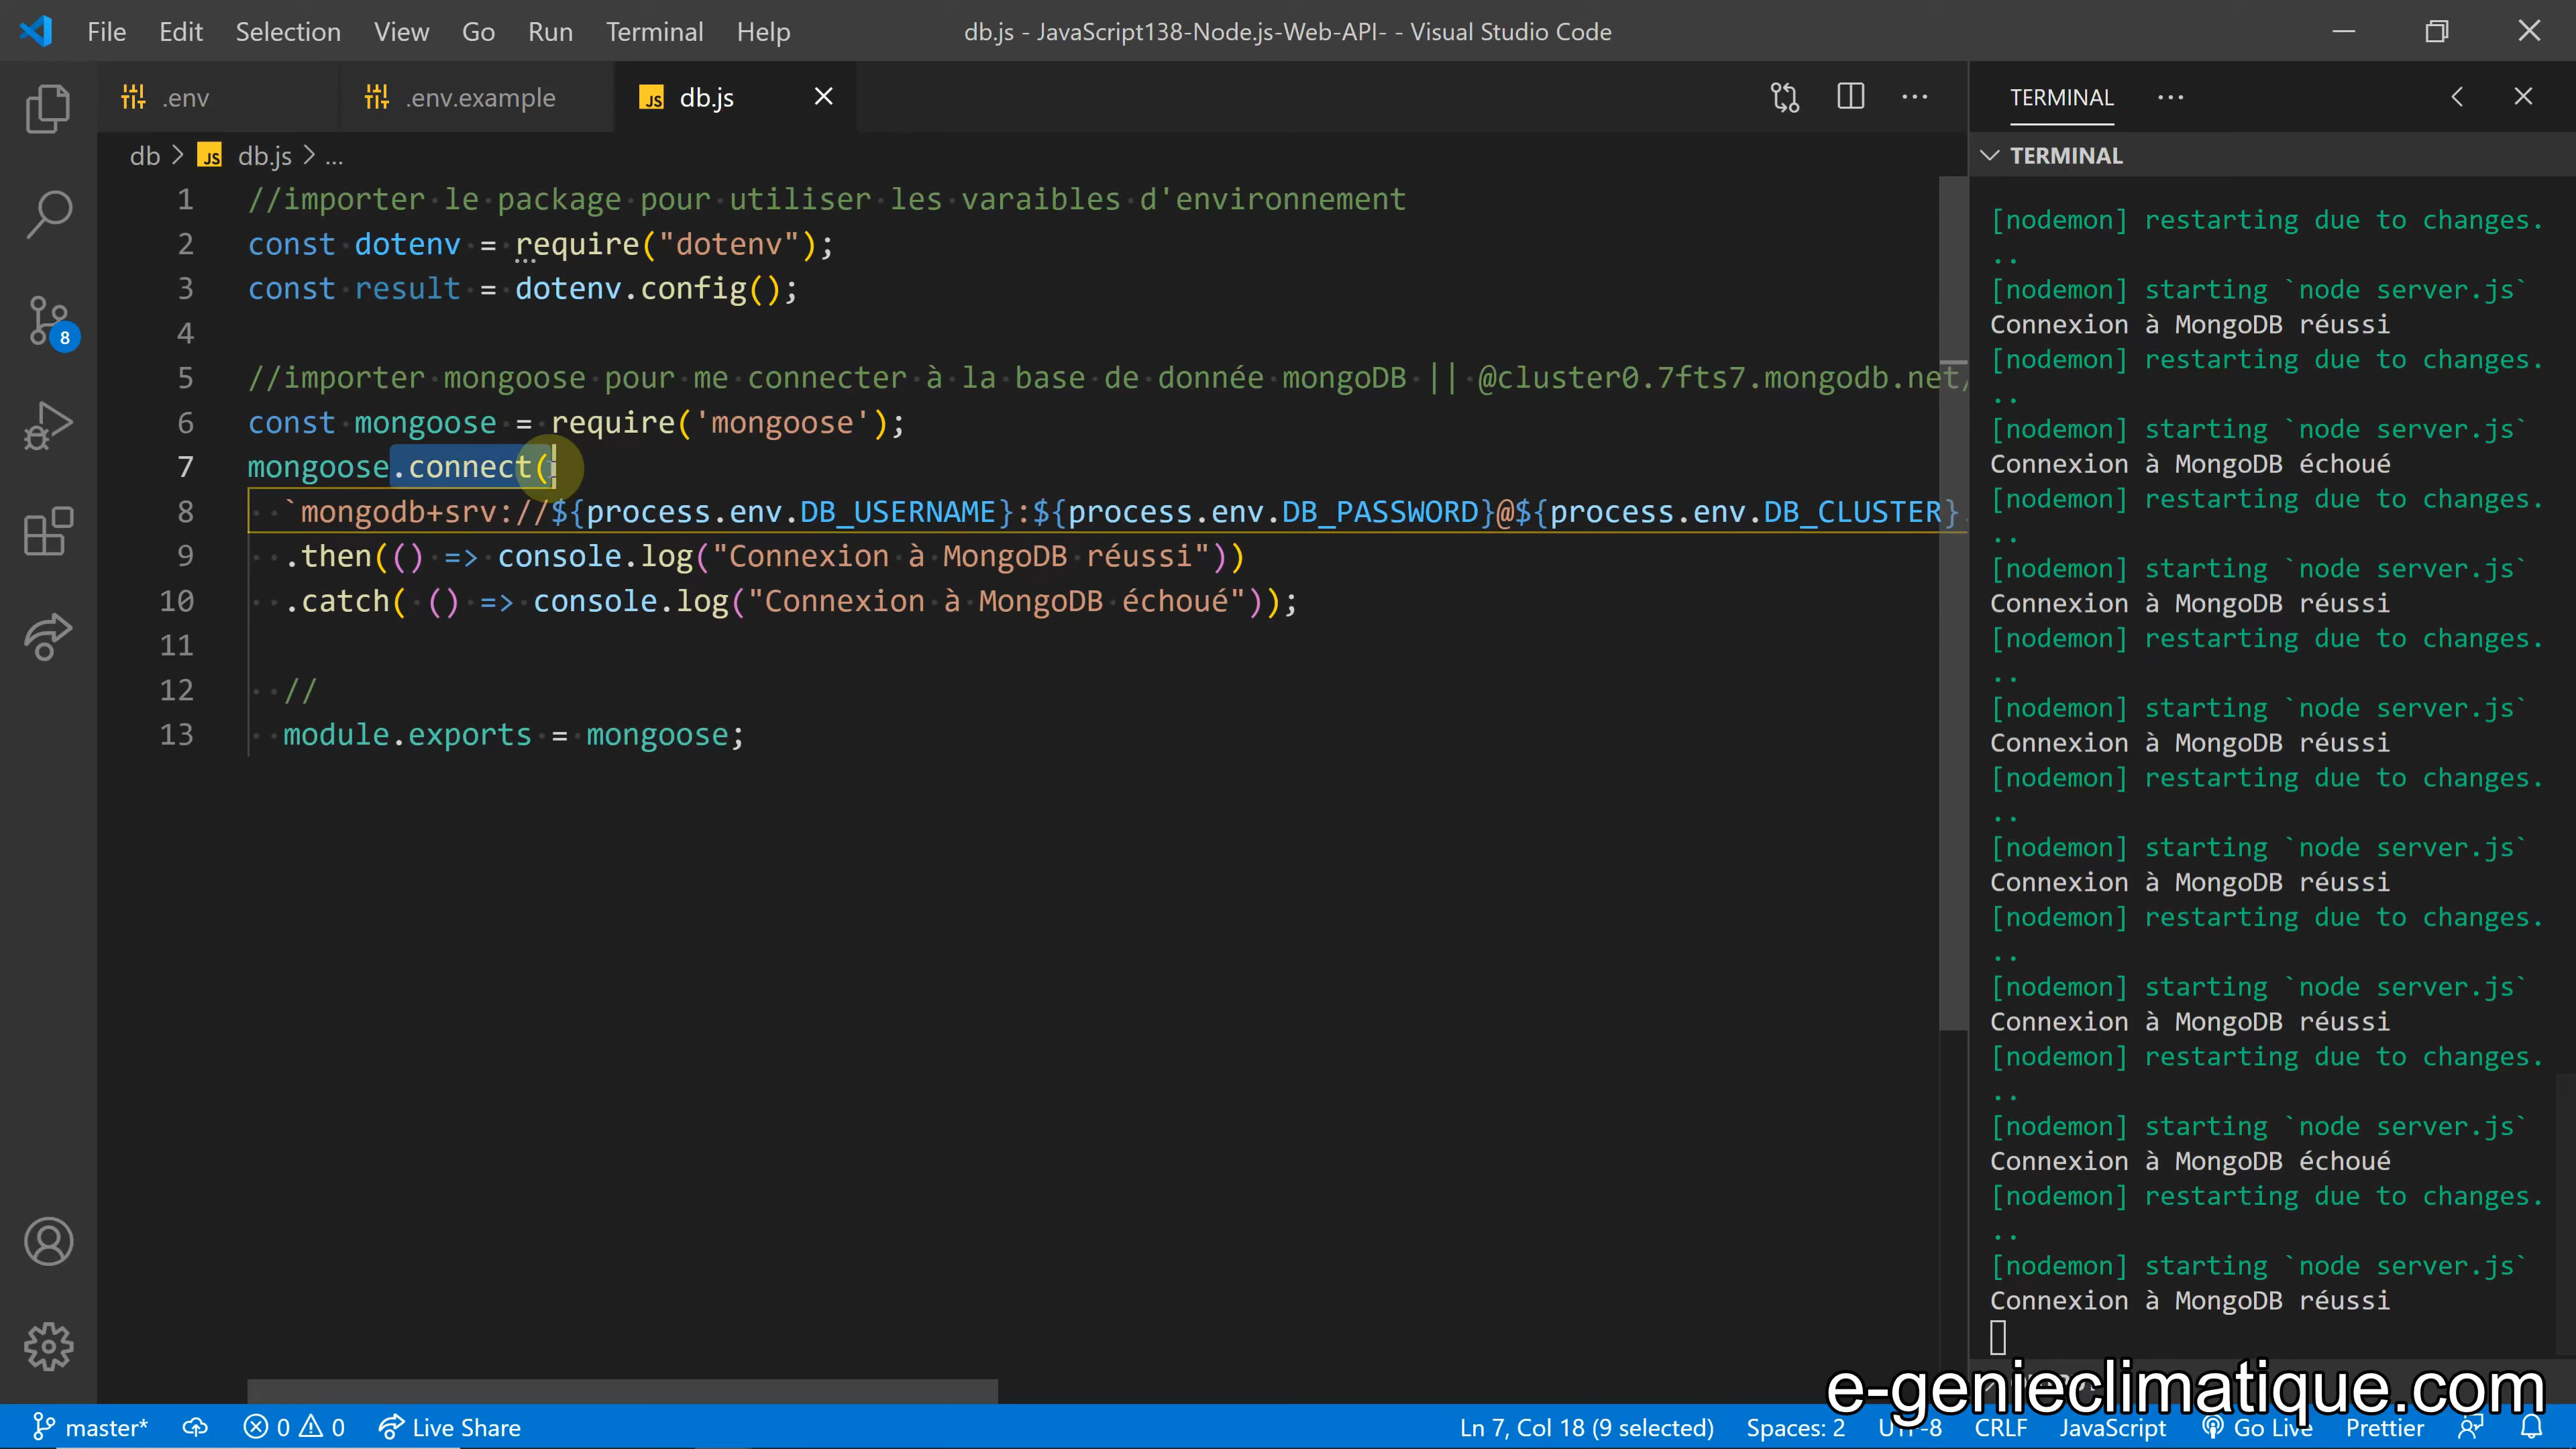 File Edit Selection View Go Run Terminal Help
db.js - JavaScript138-Node.js-Web-API- - Visual Studio Code
.env
.env.example
JS db.js
db > JS db.js > ...
1 //importer le package pour utiliser les varaibles d'environnement
2 const dotenv = require("dotenv");
3 const result = dotenv.config();
4
5 //importer mongoose pour me connecter à la base de donnée mongoDB || @cluster0.7fts7.mongodb.net/
6 const mongoose = require('mongoose');
7 mongoose.connect(
8 `mongodb+srv://${process.env.DB_USERNAME}:${process.env.DB_PASSWORD}@${process.env.DB_CLUSTER}.
9 .then(() => console.log("Connexion à MongoDB réussi"))
10 .catch( () => console.log("Connexion à MongoDB échoué"));
11
12 //
13 module.exports = mongoose;
8
TERMINAL ...
TERMINAL
[nodemon] restarting due to changes.
..
[nodemon] starting `node server.js`
Connexion à MongoDB réussi
[nodemon] restarting due to changes.
..
[nodemon] starting `node server.js`
Connexion à MongoDB échoué
[nodemon] restarting due to changes.
..
[nodemon] starting `node server.js`
Connexion à MongoDB réussi
[nodemon] restarting due to changes.
..
[nodemon] starting `node server.js`
Connexion à MongoDB réussi
[nodemon] restarting due to changes.
..
[nodemon] starting `node server.js`
Connexion à MongoDB réussi
[nodemon] restarting due to changes.
..
[nodemon] starting `node server.js`
Connexion à MongoDB réussi
[nodemon] restarting due to changes.
..
[nodemon] starting `node server.js`
Connexion à MongoDB échoué
[nodemon] restarting due to changes.
..
[nodemon] starting `node server.js`
Connexion à MongoDB réussi
e-genieclimatique.com
master* 0 0 Live Share
Ln 7, Col 18 (9 selected) Spaces: 2 UTF-8 CRLF JavaScript Go Live Prettier